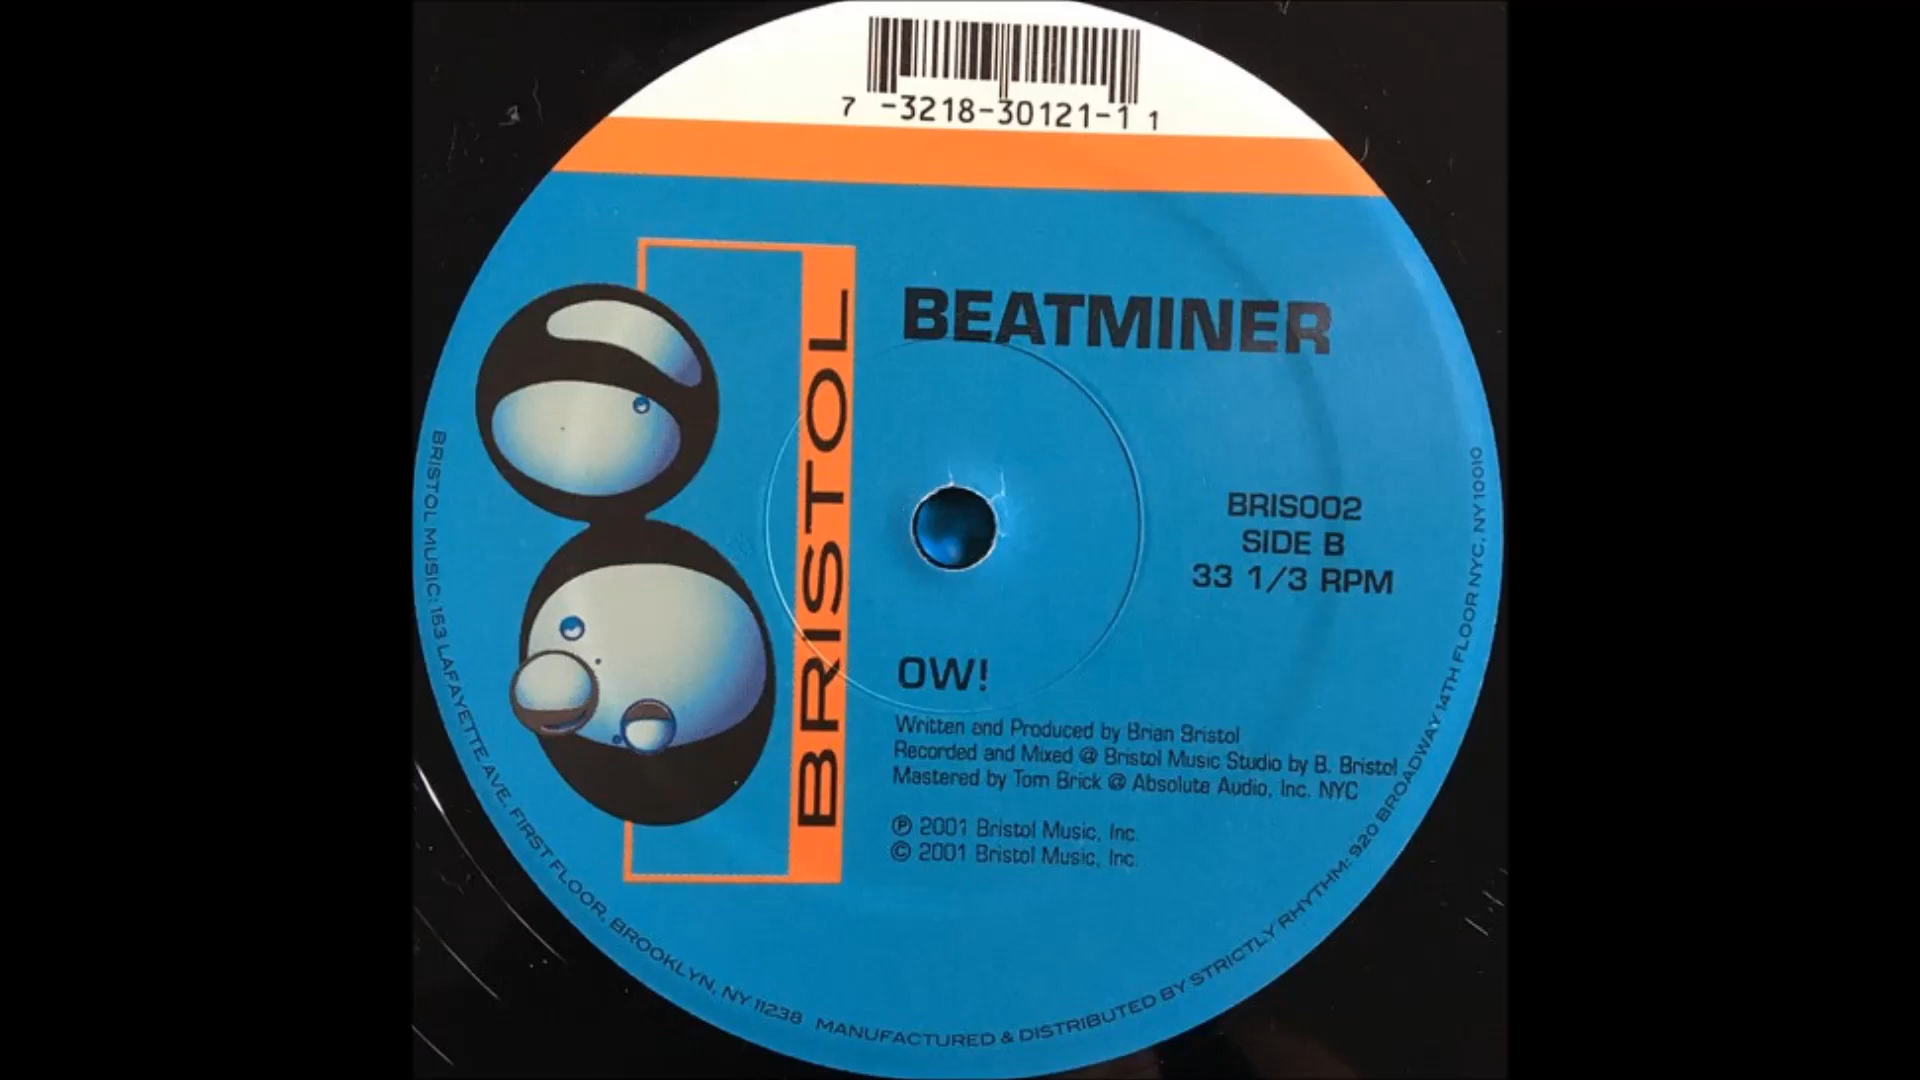 7 -3218-30121-1 1
BEATMINER
BRISTOL
BRIS002
SIDE B
33 1/3 RPM
OW!
Written and Produced by Brian Bristol
Recorded and Mixed @ Bristol Music Studio by B. Bristol
Mastered by Tom Brick @ Absolute Audio, Inc. NYC
℗ 2001 Bristol Music, Inc.
© 2001 Bristol Music, Inc.
BRISTOL MUSIC: 153 LAFAYETTE AVE. FIRST FLOOR, BROOKLYN, NY 11238 MANUFACTURED & DISTRIBUTED BY STRICTLY RHYTHM: 920 BROADWAY 14TH FLOOR NYC, NY 10010